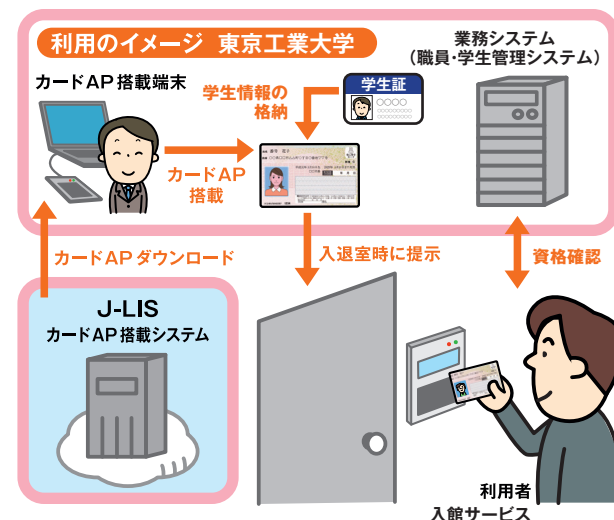 利用のイメージ 東京工業大学
業務システム
(職員・学生管理システム)
カードAP搭載端末
学生情報の
格納
学生証
カードAP
搭載
カードAPダウンロード
入退室時に提示
資格確認
J-LIS
カードAP搭載システム
利用者
入館サービス